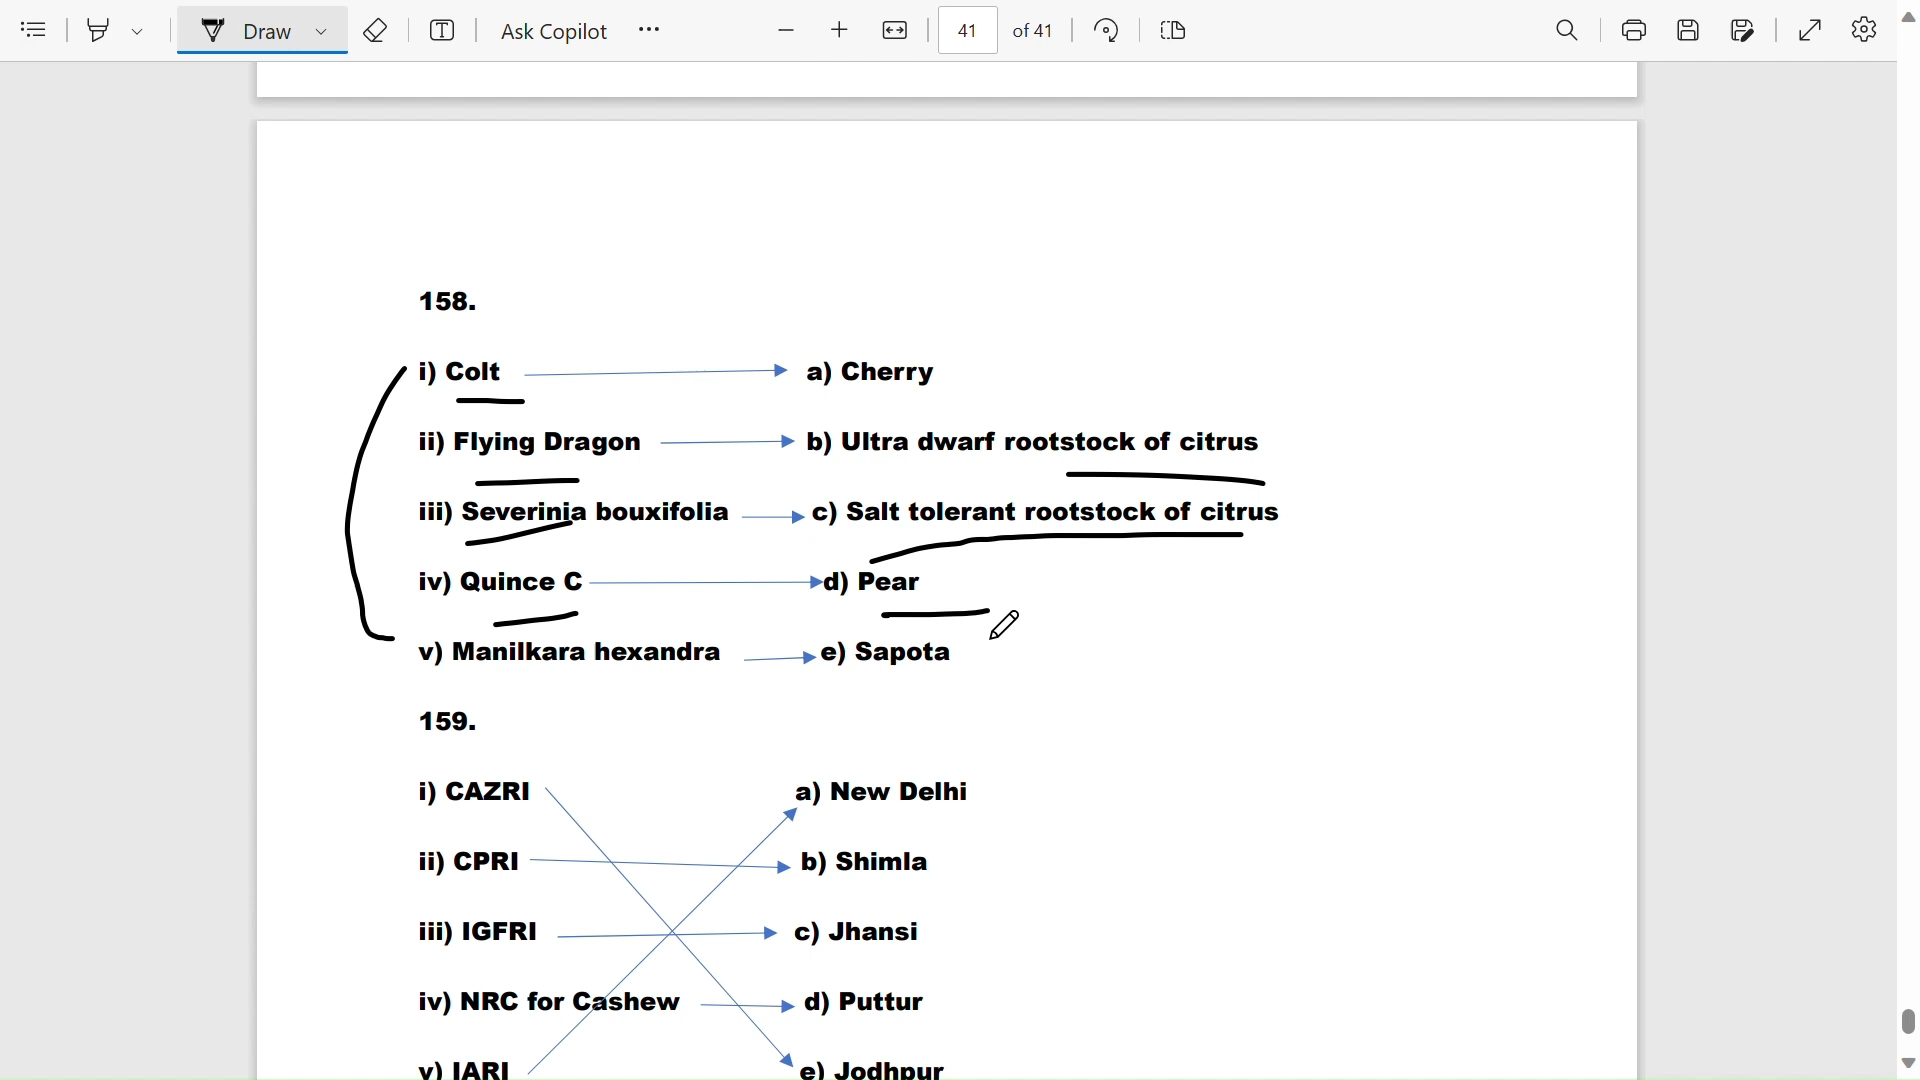 Draw
Ask Copilot
41 of 41
158.
i) Colt a) Cherry
ii) Flying Dragon b) Ultra dwarf rootstock of citrus
iii) Severinia bouxifolia c) Salt tolerant rootstock of citrus
iv) Quince C d) Pear
v) Manilkara hexandra e) Sapota
159.
i) CAZRI a) New Delhi
ii) CPRI b) Shimla
iii) IGFRI c) Jhansi
iv) NRC for Cashew d) Puttur
v) IARI e) Jodhpur